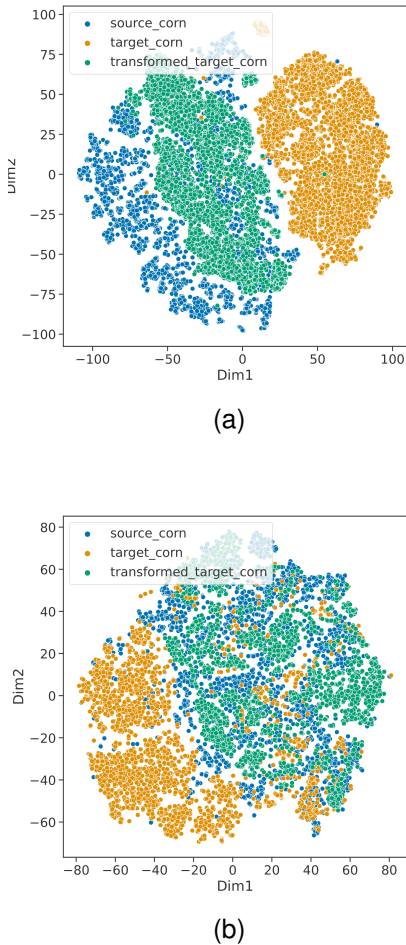 source_corn
target_corn
transformed_target_corn
100
75
50
25
0
−25
−50
−75
−100
Dim2
−100 −50 0 50 100
Dim1
(a)
source_corn
target_corn
transformed_target_corn
80
60
40
20
0
−20
−40
−60
Dim2
−80 −60 −40 −20 0 20 40 60 80
Dim1
(b)